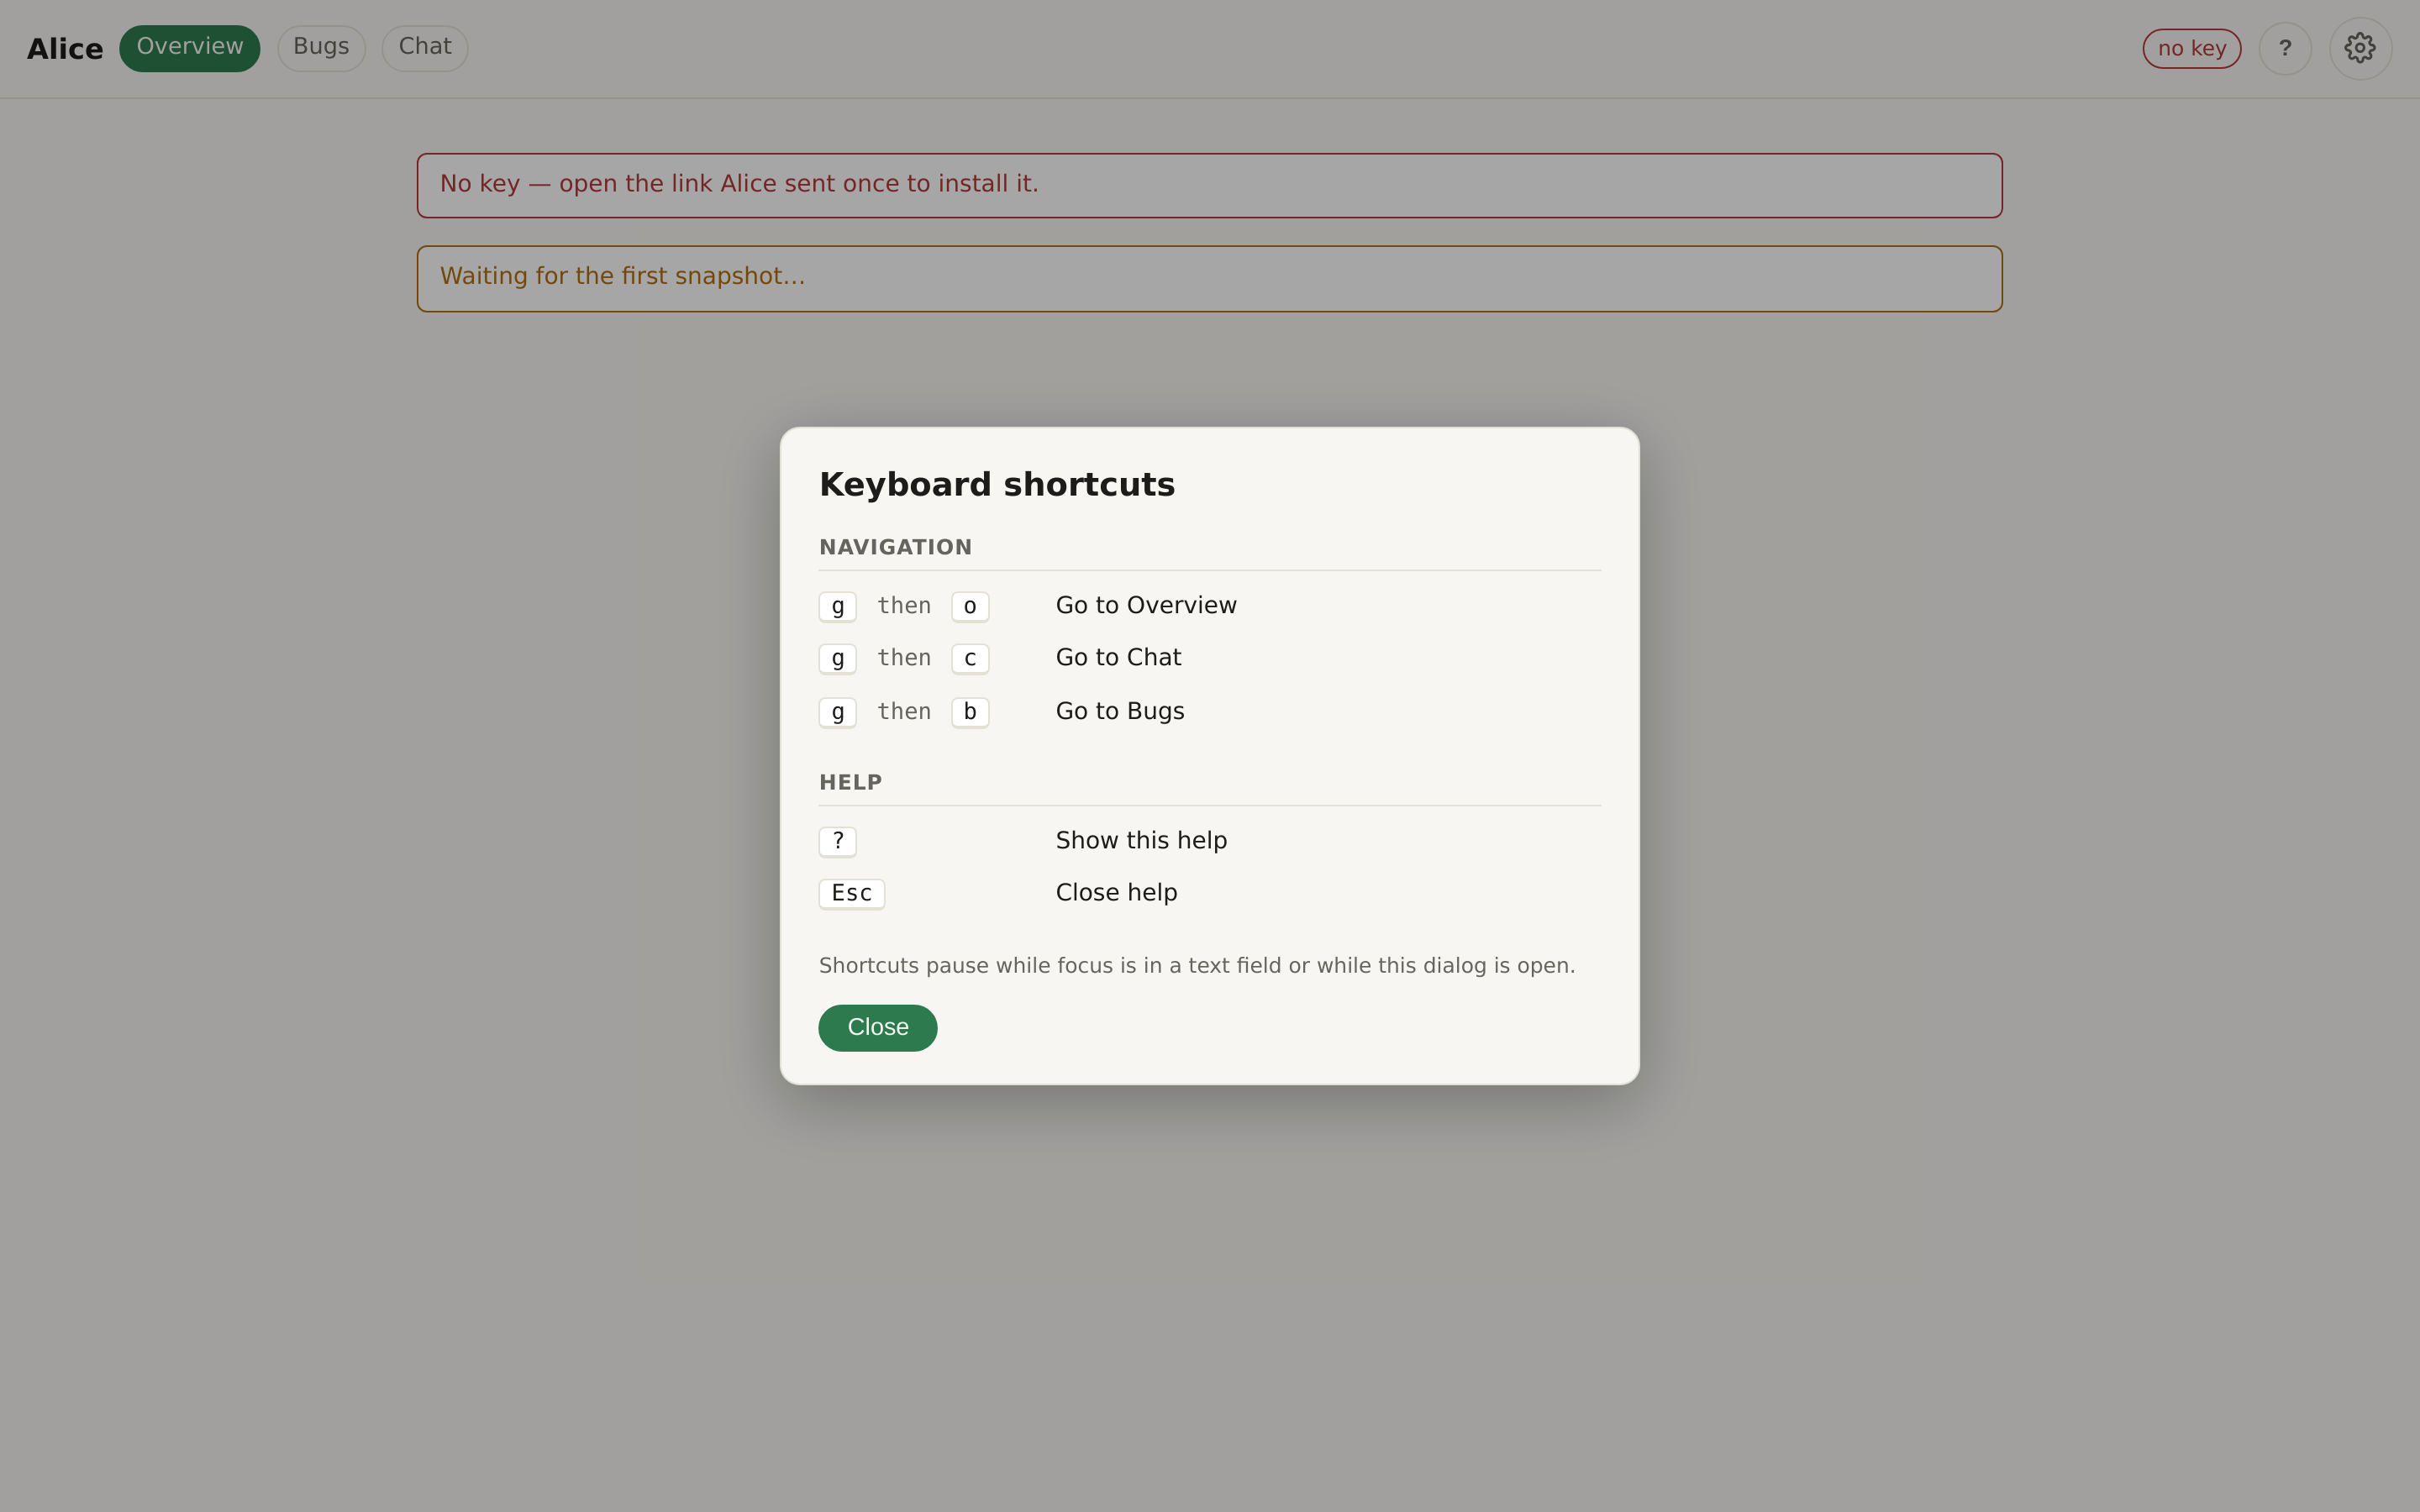 Alice Overview Bugs Chat no key ?
No key — open the link Alice sent once to install it.
Waiting for the first snapshot…
Keyboard shortcuts
NAVIGATION
g then o Go to Overview
g then c Go to Chat
g then b Go to Bugs
HELP
? Show this help
Esc Close help
Shortcuts pause while focus is in a text field or while this dialog is open.
Close